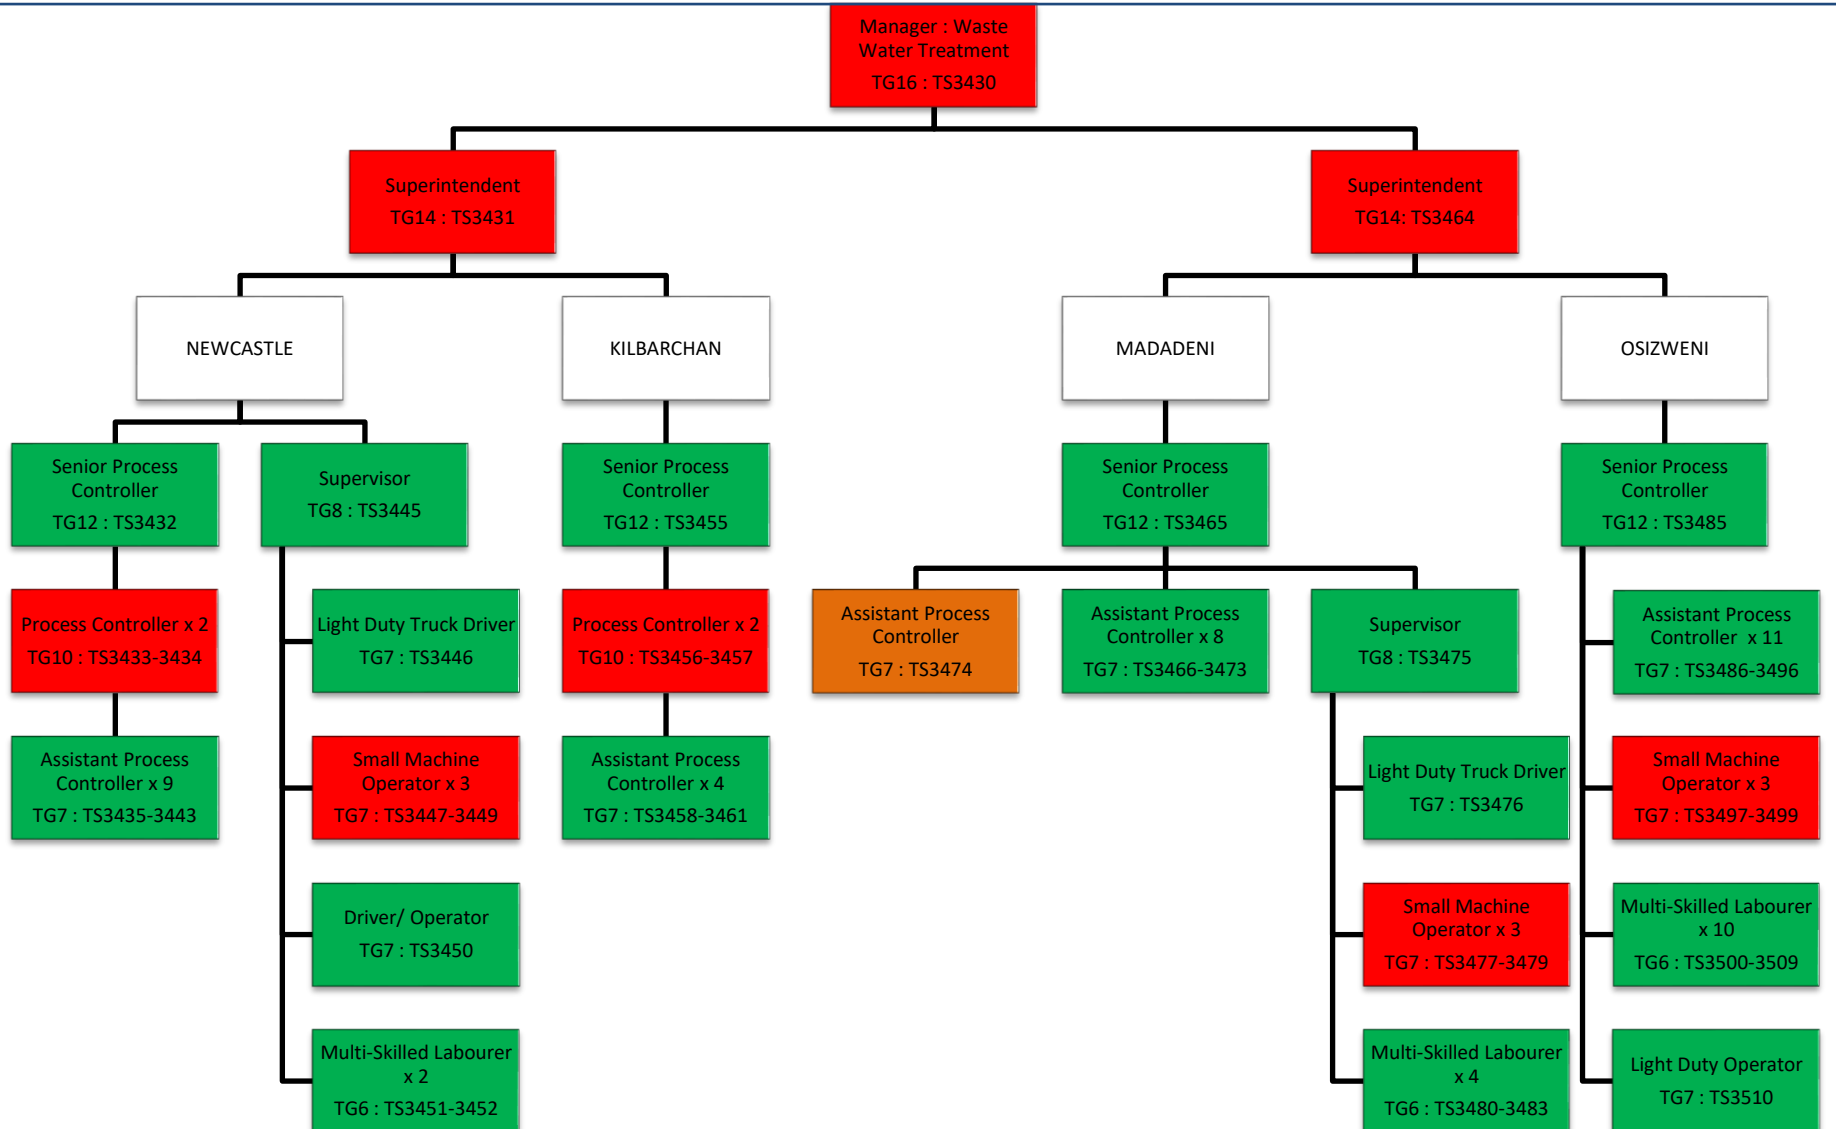 Manager : Waste
Water Treatment
TG16 : TS3430
Superintendent
TG14 : TS3431
Superintendent
TG14: TS3464
NEWCASTLE
KILBARCHAN
MADADENI
OSIZWENI
Senior Process
Controller
TG12 : TS3432
Supervisor
TG8 : TS3445
Senior Process
Controller
TG12 : TS3455
Senior Process
Controller
TG12 : TS3465
Senior Process
Controller
TG12 : TS3485
Process Controller x 2
TG10 : TS3433-3434
Light Duty Truck Driver
TG7 : TS3446
Process Controller x 2
TG10 : TS3456-3457
Assistant Process
Controller
TG7 : TS3474
Assistant Process
Controller x 8
TG7 : TS3466-3473
Supervisor
TG8 : TS3475
Assistant Process
Controller x 11
TG7 : TS3486-3496
Assistant Process
Controller x 9
TG7 : TS3435-3443
Small Machine
Operator x 3
TG7 : TS3447-3449
Assistant Process
Controller x 4
TG7 : TS3458-3461
Light Duty Truck Driver
TG7 : TS3476
Small Machine
Operator x 3
TG7 : TS3497-3499
Driver/ Operator
TG7 : TS3450
Small Machine
Operator x 3
TG7 : TS3477-3479
Multi-Skilled Labourer
x 10
TG6 : TS3500-3509
Multi-Skilled Labourer
x 2
TG6 : TS3451-3452
Multi-Skilled Labourer
x 4
TG6 : TS3480-3483
Light Duty Operator
TG7 : TS3510